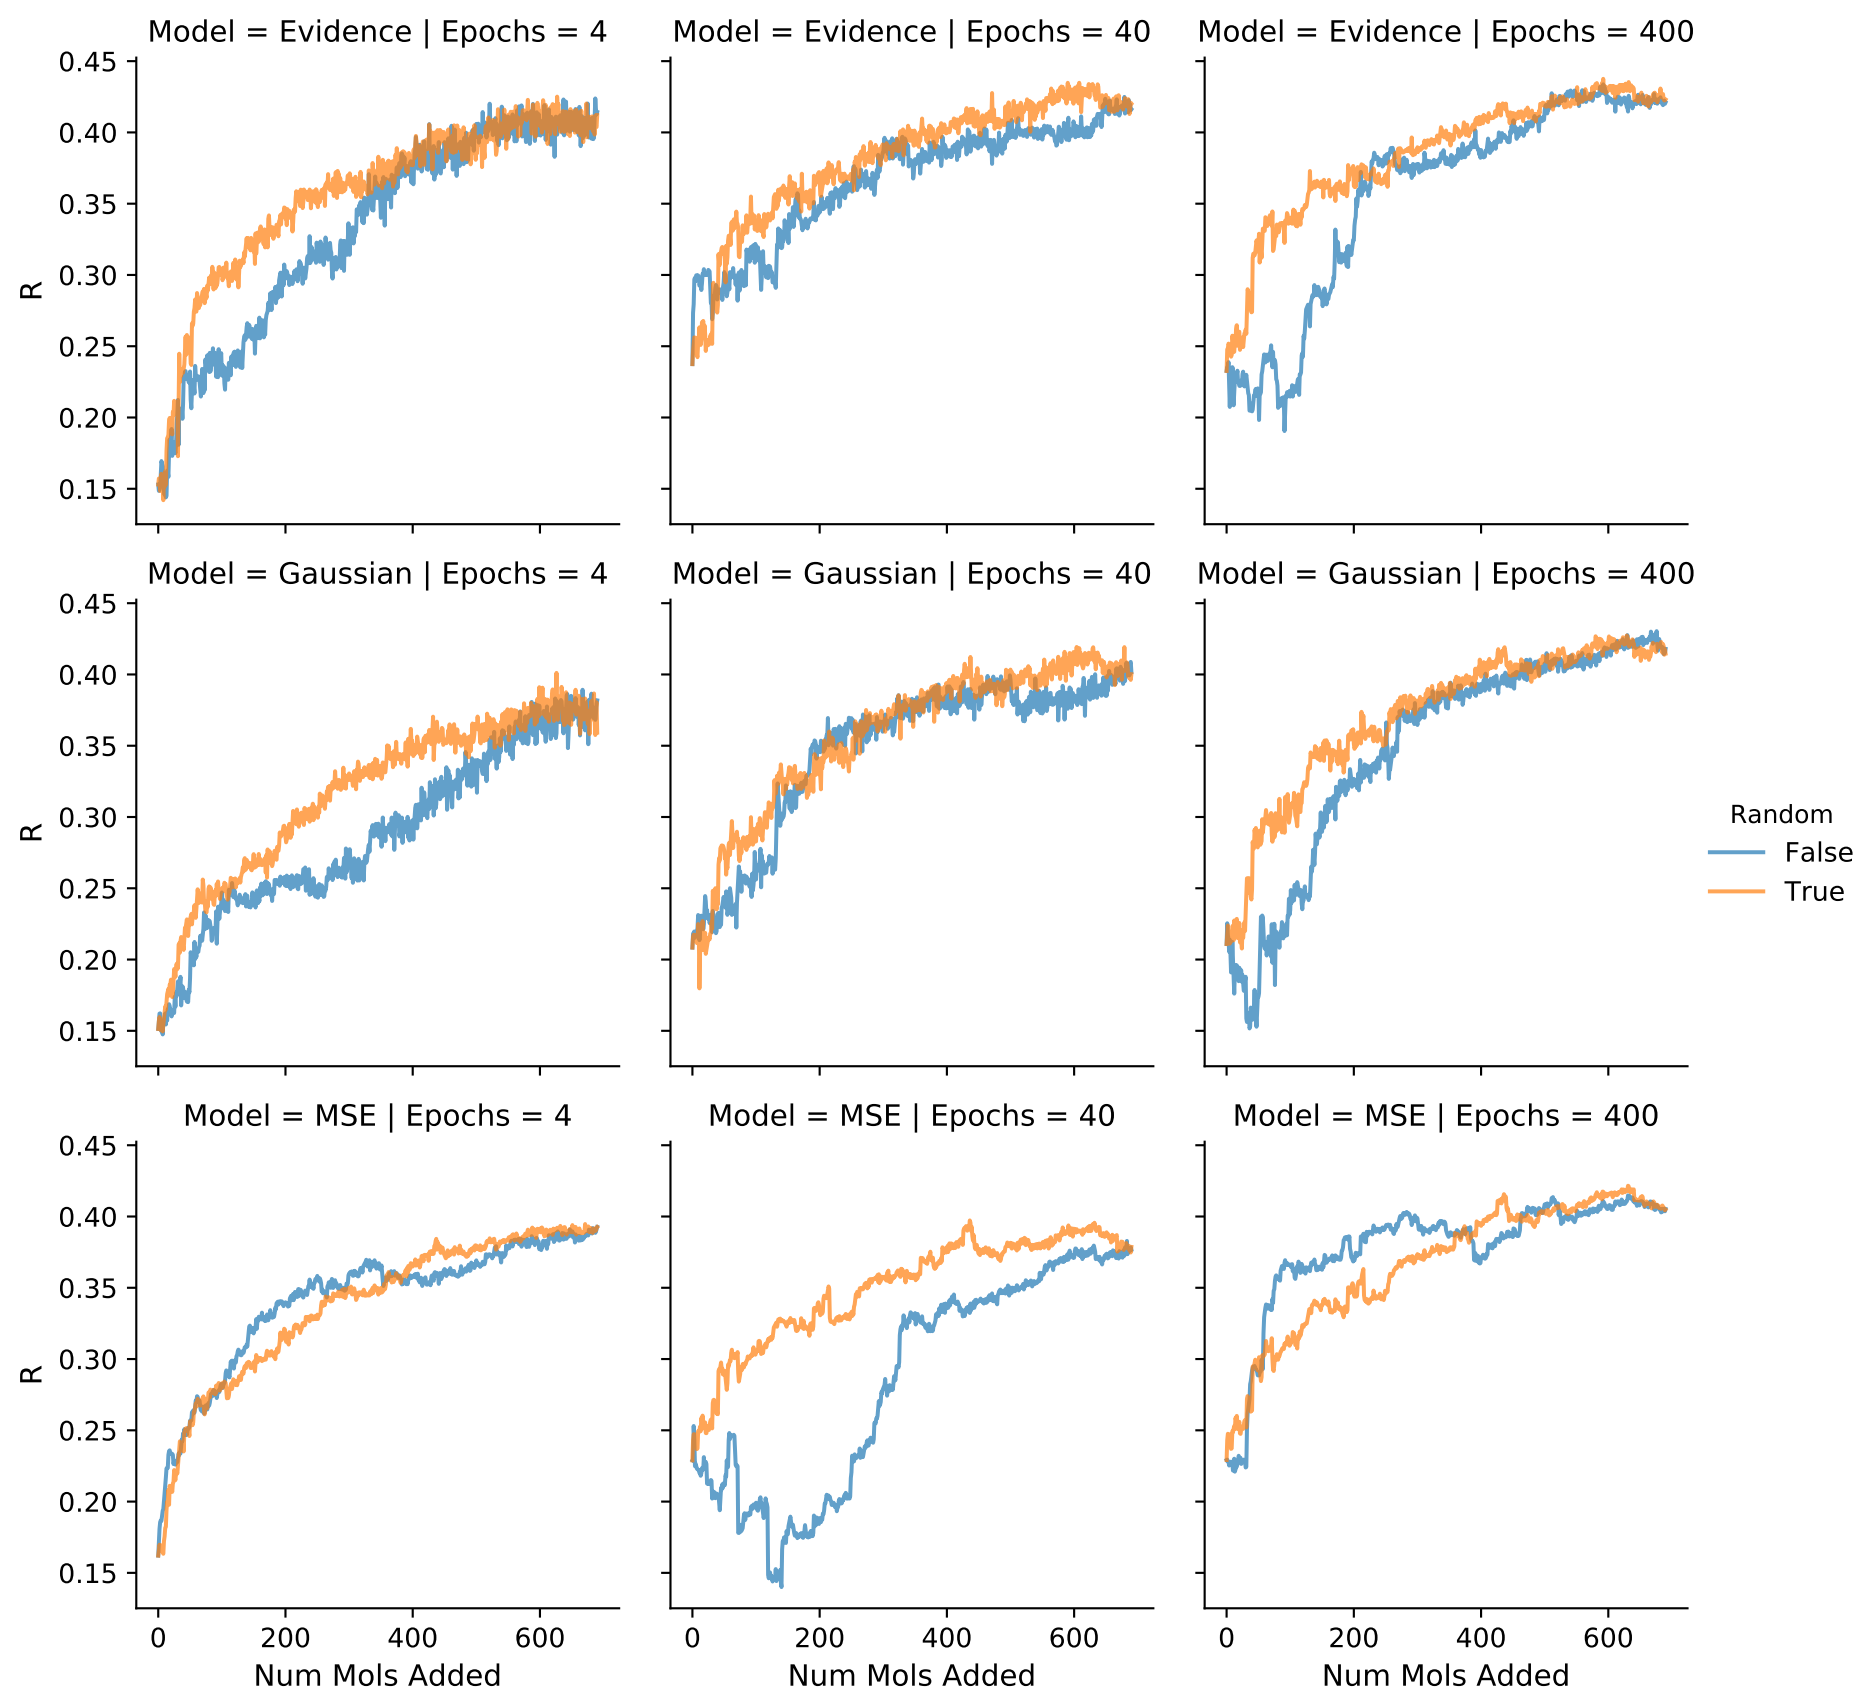 Model = Evidence | Epochs = 4
Model = Evidence | Epochs = 40
Model = Evidence | Epochs = 400
0.45
0.40
0.35
0.30
0.25
0.20
0.15
R
Model = Gaussian | Epochs = 4
Model = Gaussian | Epochs = 40
Model = Gaussian | Epochs = 400
0.45
0.40
0.35
0.30
0.25
0.20
0.15
R
Random
False
True
Model = MSE | Epochs = 4
Model = MSE | Epochs = 40
Model = MSE | Epochs = 400
0.45
0.40
0.35
0.30
0.25
0.20
0.15
R
0 200 400 600
0 200 400 600
0 200 400 600
Num Mols Added
Num Mols Added
Num Mols Added